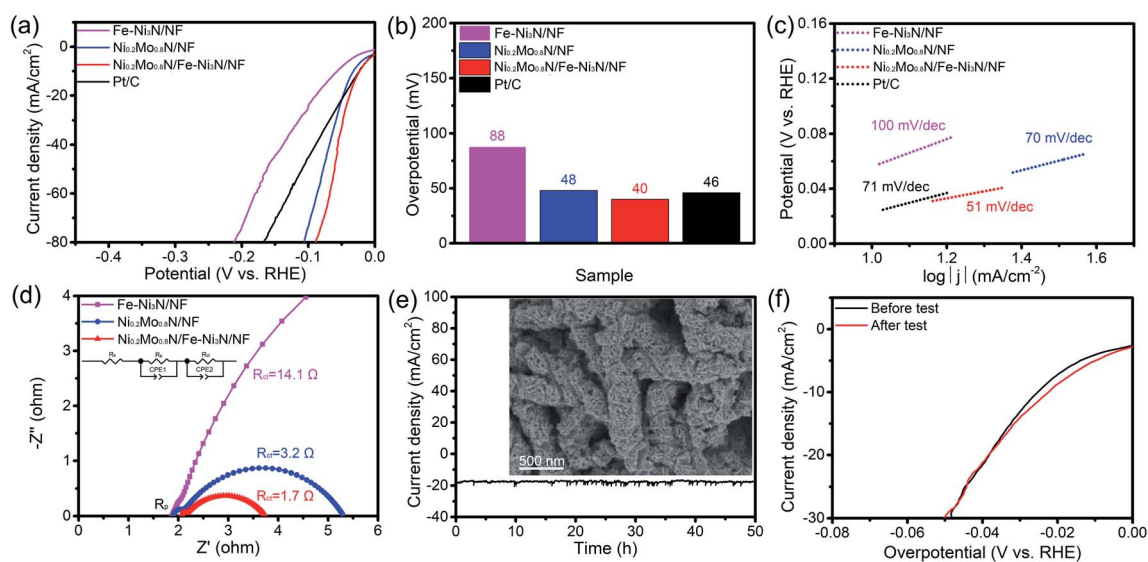 (a)
Fe-Ni₃N/NF
Ni₀.₂Mo₀.₈N/NF
Ni₀.₂Mo₀.₈N/Fe-Ni₃N/NF
Pt/C
0
-20
-40
-60
-80
-0.4 -0.3 -0.2 -0.1 0.0
Current density (mA/cm²)
Potential (V vs. RHE)
(b)
Fe-Ni₃N/NF
Ni₀.₂Mo₀.₈N/NF
Ni₀.₂Mo₀.₈N/Fe-Ni₃N/NF
Pt/C
200
150
100
50
0
88
48
40
46
Overpotential (mV)
Sample
(c)
Fe-Ni₃N/NF
Ni₀.₂Mo₀.₈N/NF
Ni₀.₂Mo₀.₈N/Fe-Ni₃N/NF
Pt/C
0.16
0.12
0.08
0.04
0.00
100 mV/dec
70 mV/dec
71 mV/dec
51 mV/dec
1.0 1.2 1.4 1.6
Potential (V vs. RHE)
log|j| (mA/cm⁻²)
(d)
Fe-Ni₃N/NF
Ni₀.₂Mo₀.₈N/NF
Ni₀.₂Mo₀.₈N/Fe-Ni₃N/NF
Rₛ Rₚ R꜀ₜ
CPE1 CPE2
4
3
2
1
0
R꜀ₜ=14.1 Ω
R꜀ₜ=3.2 Ω
R꜀ₜ=1.7 Ω
Rₚ
0 1 2 3 4 5 6
-Z'' (ohm)
Z' (ohm)
(e)
100
80
60
40
20
0
-20
-40
500 nm
0 10 20 30 40 50
Current density (mA/cm²)
Time (h)
(f)
Before test
After test
0
-10
-20
-30
-0.06 -0.04 -0.02 0.00
Current density (mA/cm²)
Overpotential (V vs. RHE)